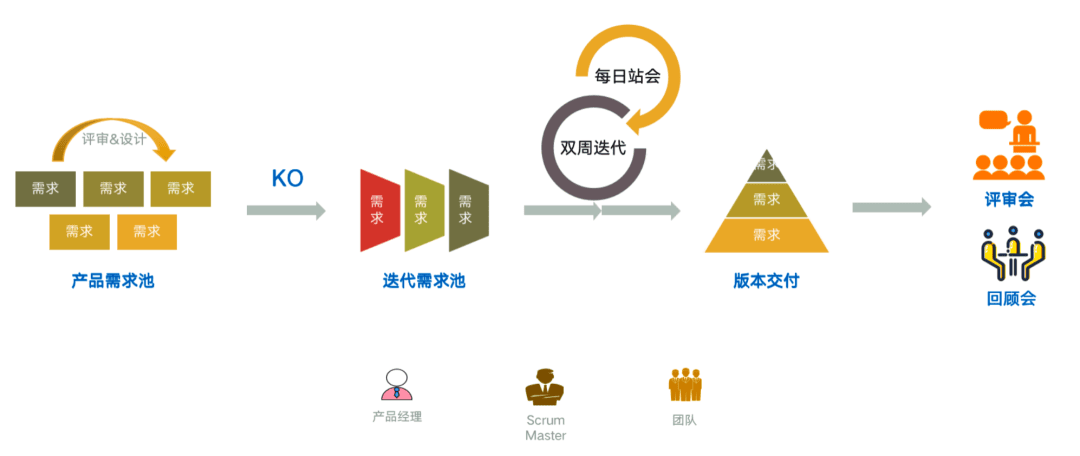 评审&设计
需求
需求
需求
需求
需求
产品需求池
KO
需
求
需
求
需
求
迭代需求池
每日站会
双周迭代
需求
需求
需求
版本交付
评审会
回顾会
产品经理
Scrum
Master
团队